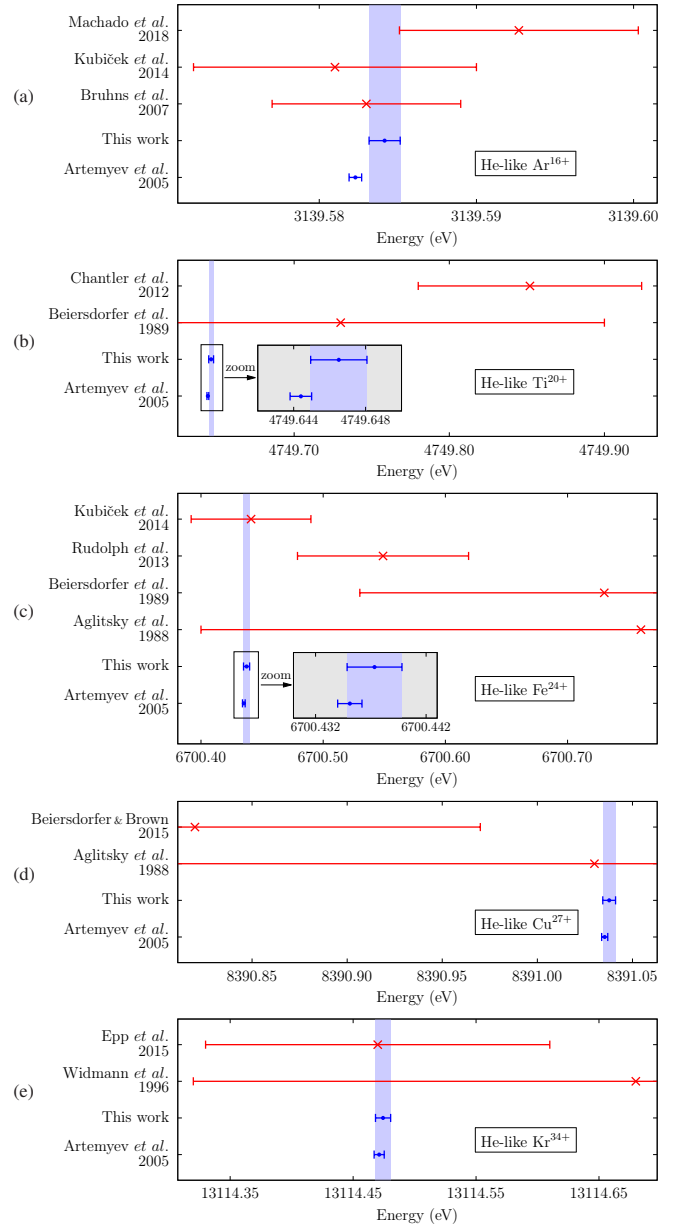 (a)
Machado et al.
2018
Kubiček et al.
2014
Bruhns et al.
2007
This work
Artemyev et al.
2005
He-like Ar16+
3139.58 3139.59 3139.60
Energy (eV)
(b)
Chantler et al.
2012
Beiersdorfer et al.
1989
This work
Artemyev et al.
2005
zoom
4749.644 4749.648
He-like Ti20+
4749.70 4749.80 4749.90
Energy (eV)
(c)
Kubiček et al.
2014
Rudolph et al.
2013
Beiersdorfer et al.
1989
Aglitsky et al.
1988
This work
Artemyev et al.
2005
zoom
6700.432 6700.442
He-like Fe24+
6700.40 6700.50 6700.60 6700.70
Energy (eV)
(d)
Beiersdorfer & Brown
2015
Aglitsky et al.
1988
This work
Artemyev et al.
2005
He-like Cu27+
8390.85 8390.90 8390.95 8391.00 8391.05
Energy (eV)
(e)
Epp et al.
2015
Widmann et al.
1996
This work
Artemyev et al.
2005
He-like Kr34+
13114.35 13114.45 13114.55 13114.65
Energy (eV)